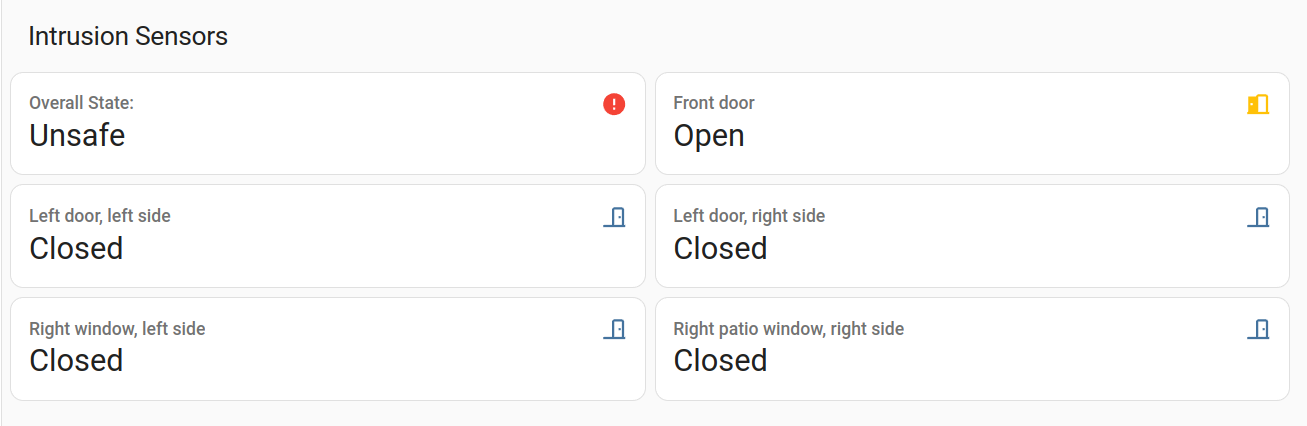 Intrusion Sensors
Overall State:
Unsafe
Front door
Open
Left door, left side
Closed
Left door, right side
Closed
Right window, left side
Closed
Right patio window, right side
Closed